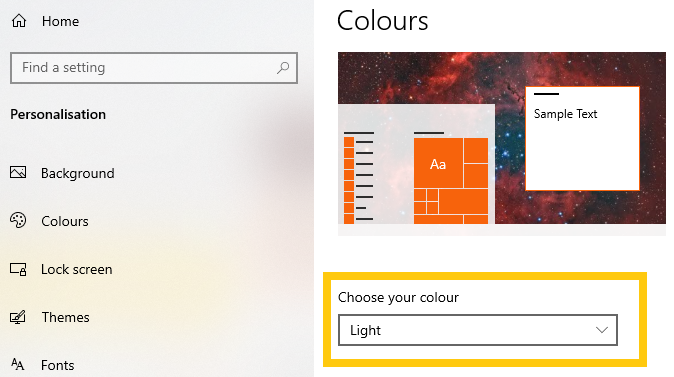 Home
Find a setting
Personalisation
Background
Colours
Lock screen
Themes
Fonts
Colours
Aa
Sample Text
Choose your colour
Light